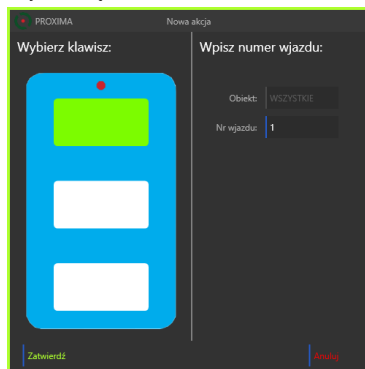 PROXIMA
Nowa akcja
Wybierz klawisz:
Wpisz numer wjazdu:
Obiekt: WSZYSTKIE
Nr wjazdu: 1
Zatwierdź
Anuluj